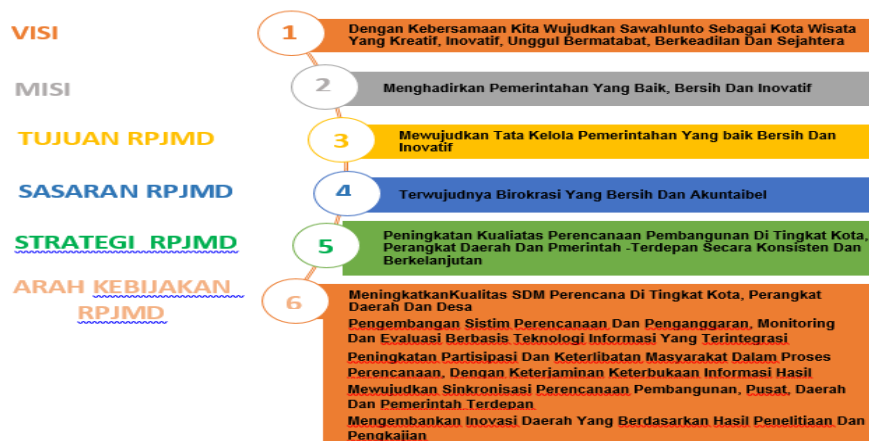 VISI
1
Dengan Kebersamaan Kita Wujudkan Sawahlunto Sebagai Kota Wisata
Yang Kreatif, Inovatif, Unggul Bermatabat, Berkeadilan Dan Sejahtera
MISI
2
Menghadirkan Pemerintahan Yang Baik, Bersih Dan Inovatif
TUJUAN RPJMD
3
Mewujudkan Tata Kelola Pemerintahan Yang baik Bersih Dan
Inovatif
SASARAN RPJMD
4
Terwujudnya Birokrasi Yang Bersih Dan Akuntaibel
STRATEGI RPJMD
5
Peningkatan Kualiatas Perencanaan Pembangunan Di Tingkat Kota,
Perangkat Daerah Dan Pmerintah -Terdepan Secara Konsisten Dan
Berkelanjutan
ARAH KEBIJAKAN
RPJMD
6
MeningkatkanKualitas SDM Perencana Di Tingkat Kota, Perangkat
Daerah Dan Desa
Pengembangan Sistim Perencanaan Dan Penganggaran, Monitoring
Dan Evaluasi Berbasis Teknologi Informasi Yang Terintegrasi
Peningkatan Partisipasi Dan Keterlibatan Masyarakat Dalam Proses
Perencanaan, Dengan Keterjaminan Keterbukaan Informasi Hasil
Mewujudkan Sinkronisasi Perencanaan Pembangunan, Pusat, Daerah
Dan Pemerintah Terdepan
Mengembankan Inovasi Daerah Yang Berdasarkan Hasil Penelitiaan Dan
Pengkajian